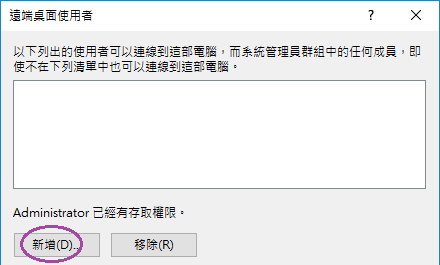 遠端桌面使用者
以下列出的使用者可以連線到這部電腦，而系統管理員群組中的任何成員，即
使不在下列清單中也可以連線到這部電腦。
Administrator 已經有存取權限。
新增(D)... 移除(R)